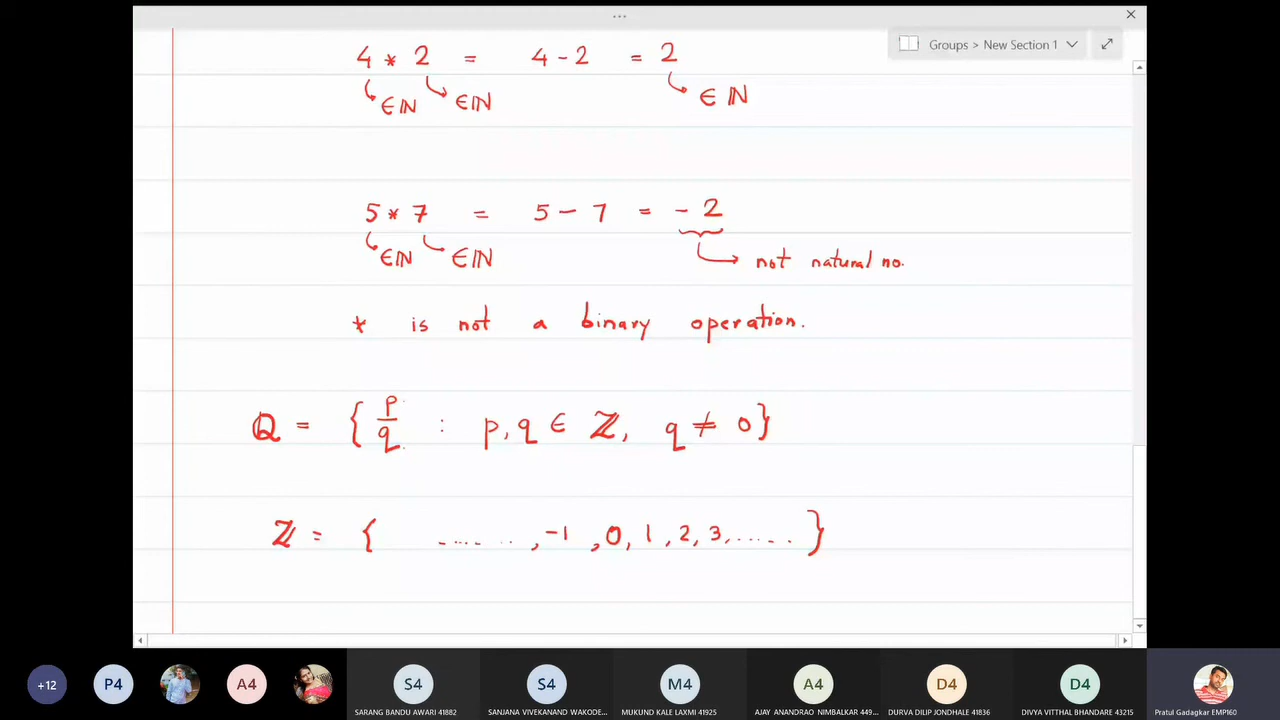 Groups > New Section 1
4 * 2 = 4 - 2 = 2
∈ ℕ ∈ ℕ ∈ ℕ
5 * 7 = 5 - 7 = - 2
∈ ℕ ∈ ℕ not natural no.
* is not a binary operation.
ℚ = { p/q : p, q ∈ ℤ, q ≠ 0 }
ℤ = { ........, -1, 0, 1, 2, 3, ..... }
+12 P4 A4 S4 S4 M4 A4 D4 D4
SARANG BANDU AWARI 41882 SANJANA VIVEKANAND WAKODE... MUKUND KALE LAXMI 41925 AJAY ANANDRAO NIMBALKAR 449... DURVA DILIP JONDHALE 41836 DIVYA VITTHAL BHANDARE 43215 Pratul Gadagkar EMP160